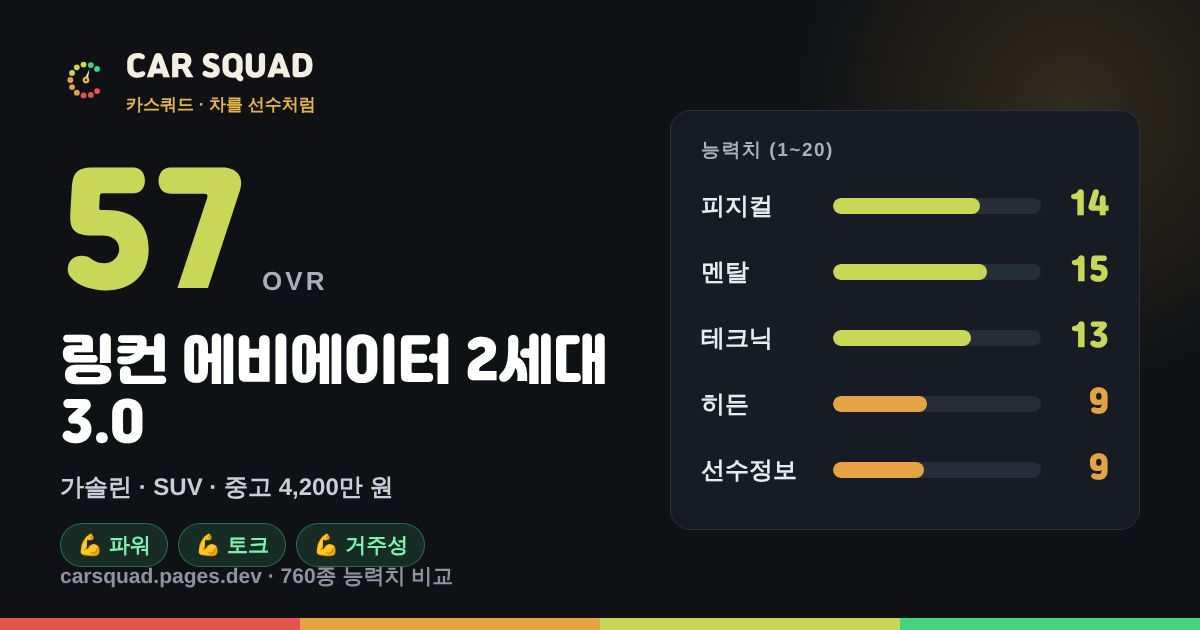 CAR SQUAD
카스쿼드 · 차를 선수처럼
57 OVR
링컨 에비에이터 2세대
3.0
가솔린 · SUV · 중고 4,200만 원
💪 파워 💪 토크 💪 거주성
carsquad.pages.dev · 760종 능력치 비교
능력치 (1~20)
피지컬 14
멘탈 15
테크닉 13
히든 9
선수정보 9